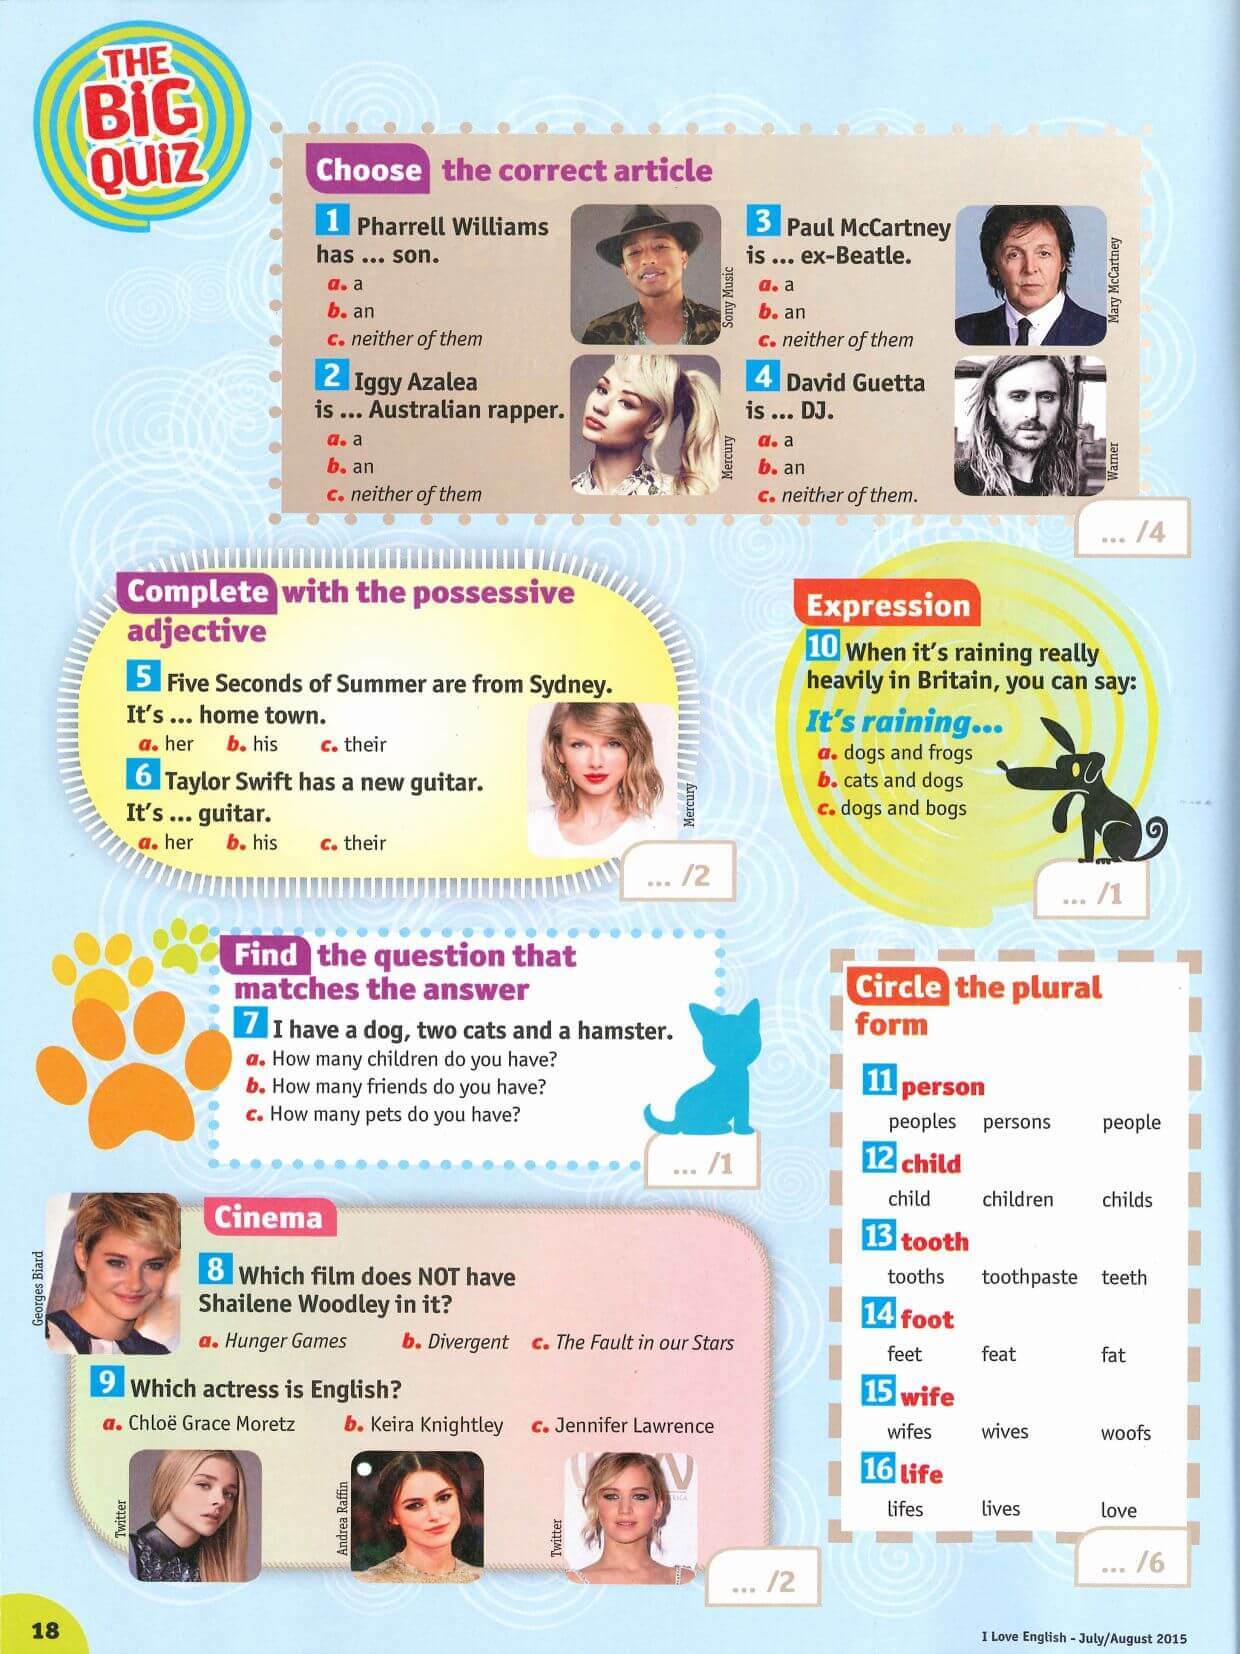 THE
BiG
QUiZ
Choose the correct article
1 Pharrell Williams
has ... son.
a. a
b. an
c. neither of them
Sony Music
2 Iggy Azalea
is ... Australian rapper.
a. a
b. an
c. neither of them
Mercury
3 Paul McCartney
is ... ex-Beatle.
a. a
b. an
c. neither of them
Mary McCartney
4 David Guetta
is ... DJ.
a. a
b. an
c. neither of them.
Warner
... /4
Complete with the possessive
adjective
5 Five Seconds of Summer are from Sydney.
It's ... home town.
a. her b. his c. their
6 Taylor Swift has a new guitar.
It's ... guitar.
a. her b. his c. their
Mercury
... /2
Expression
10 When it's raining really
heavily in Britain, you can say:
It's raining...
a. dogs and frogs
b. cats and dogs
c. dogs and bogs
... /1
Find the question that
matches the answer
7 I have a dog, two cats and a hamster.
a. How many children do you have?
b. How many friends do you have?
c. How many pets do you have?
... /1
Cinema
Georges Biard
8 Which film does NOT have
Shailene Woodley in it?
a. Hunger Games b. Divergent c. The Fault in our Stars
9 Which actress is English?
a. Chloë Grace Moretz b. Keira Knightley c. Jennifer Lawrence
Twitter
Andrea Raffin
Twitter
... /2
Circle the plural
form
11 person
peoples persons people
12 child
child children childs
13 tooth
tooths toothpaste teeth
14 foot
feet feat fat
15 wife
wifes wives woofs
16 life
lifes lives love
... /6
18
I Love English - July/August 2015